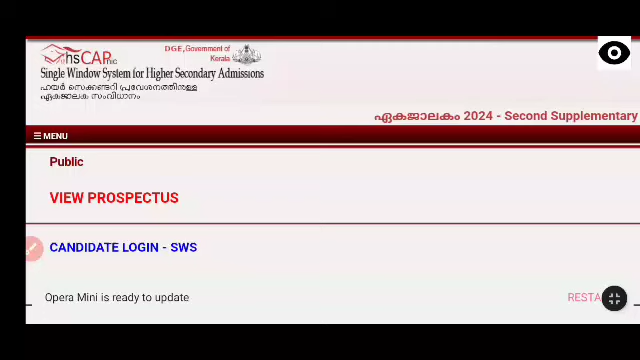 hsCAPnic
DGE,Government of
Kerala
Single Window System for Higher Secondary Admissions
ഹയർ സെക്കണ്ടറി പ്രവേശനത്തിനുള്ള
ഏകജാലക സംവിധാനം
ഏകജാലകം 2024 - Second Supplementary
☰ MENU
Public
VIEW PROSPECTUS
CANDIDATE LOGIN - SWS
Opera Mini is ready to update
RESTA